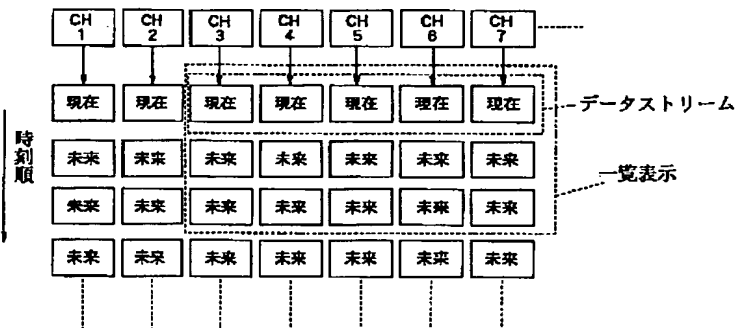 CH 1 CH 2 CH 3 CH 4 CH 5 CH 6 CH 7
現在 現在 現在 現在 現在 現在 現在
データストリーム
時刻順
未来 未来 未来 未来 未来 未来 未来
一覧表示
未来 未来 未来 未来 未来 未来 未来
未来 未来 未来 未来 未来 未来 未来